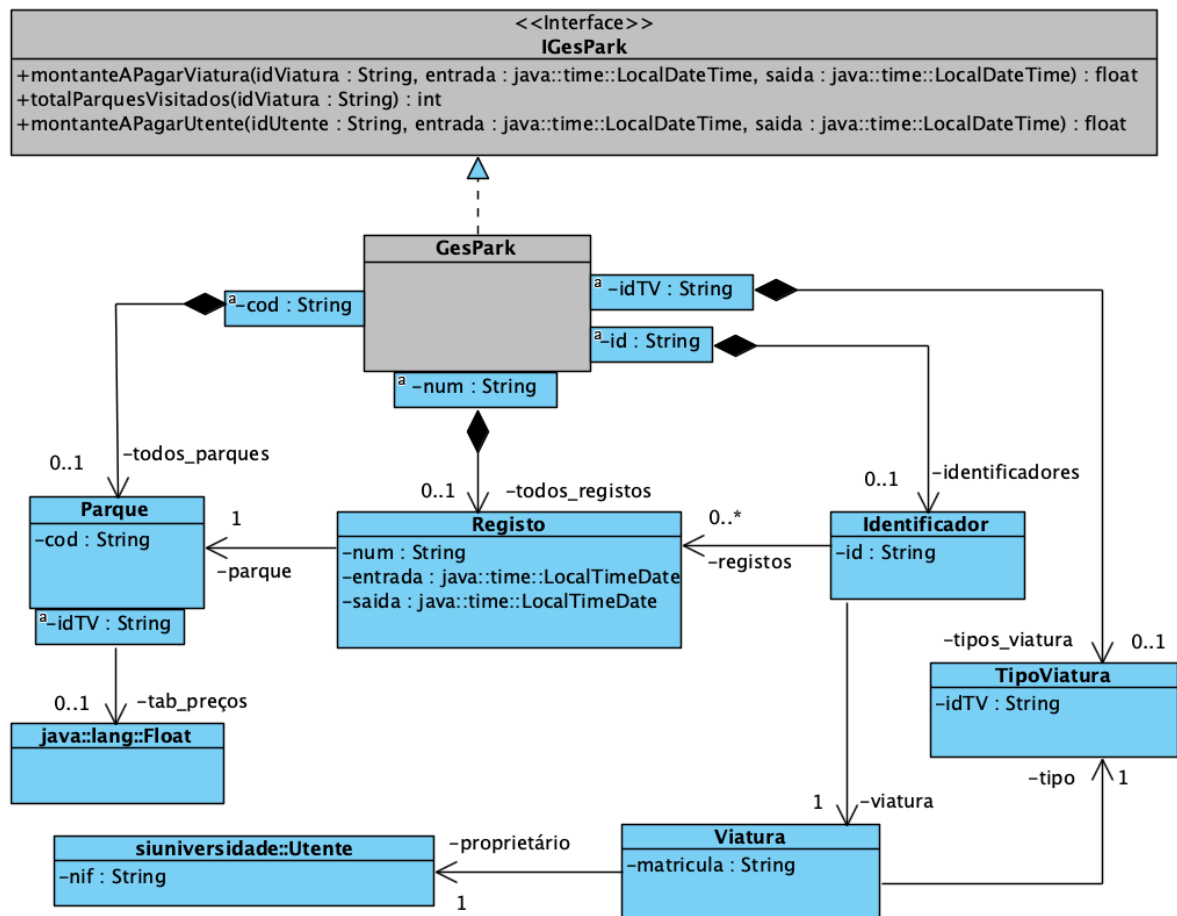 <<Interface>>
IGesPark
+montanteAPagarViatura(idViatura : String, entrada : java::time::LocalDateTime, saida : java::time::LocalDateTime) : float
+totalParquesVisitados(idViatura : String) : int
+montanteAPagarUtente(idUtente : String, entrada : java::time::LocalDateTime, saida : java::time::LocalDateTime) : float
GesPark
a -cod : String
a -idTV : String
a -id : String
a -num : String
-todos_parques
0..1
-todos_registos
0..1
-identificadores
0..1
Parque
-cod : String
a -idTV : String
1
-parque
Registo
-num : String
-entrada : java::time::LocalTimeDate
-saida : java::time::LocalTimeDate
0..*
-registos
Identificador
-id : String
-tipos_viatura
0..1
TipoViatura
-idTV : String
0..1
-tab_preços
java::lang::Float
-tipo
1
1
-viatura
siuniversidade::Utente
-nif : String
-proprietário
1
Viatura
-matricula : String